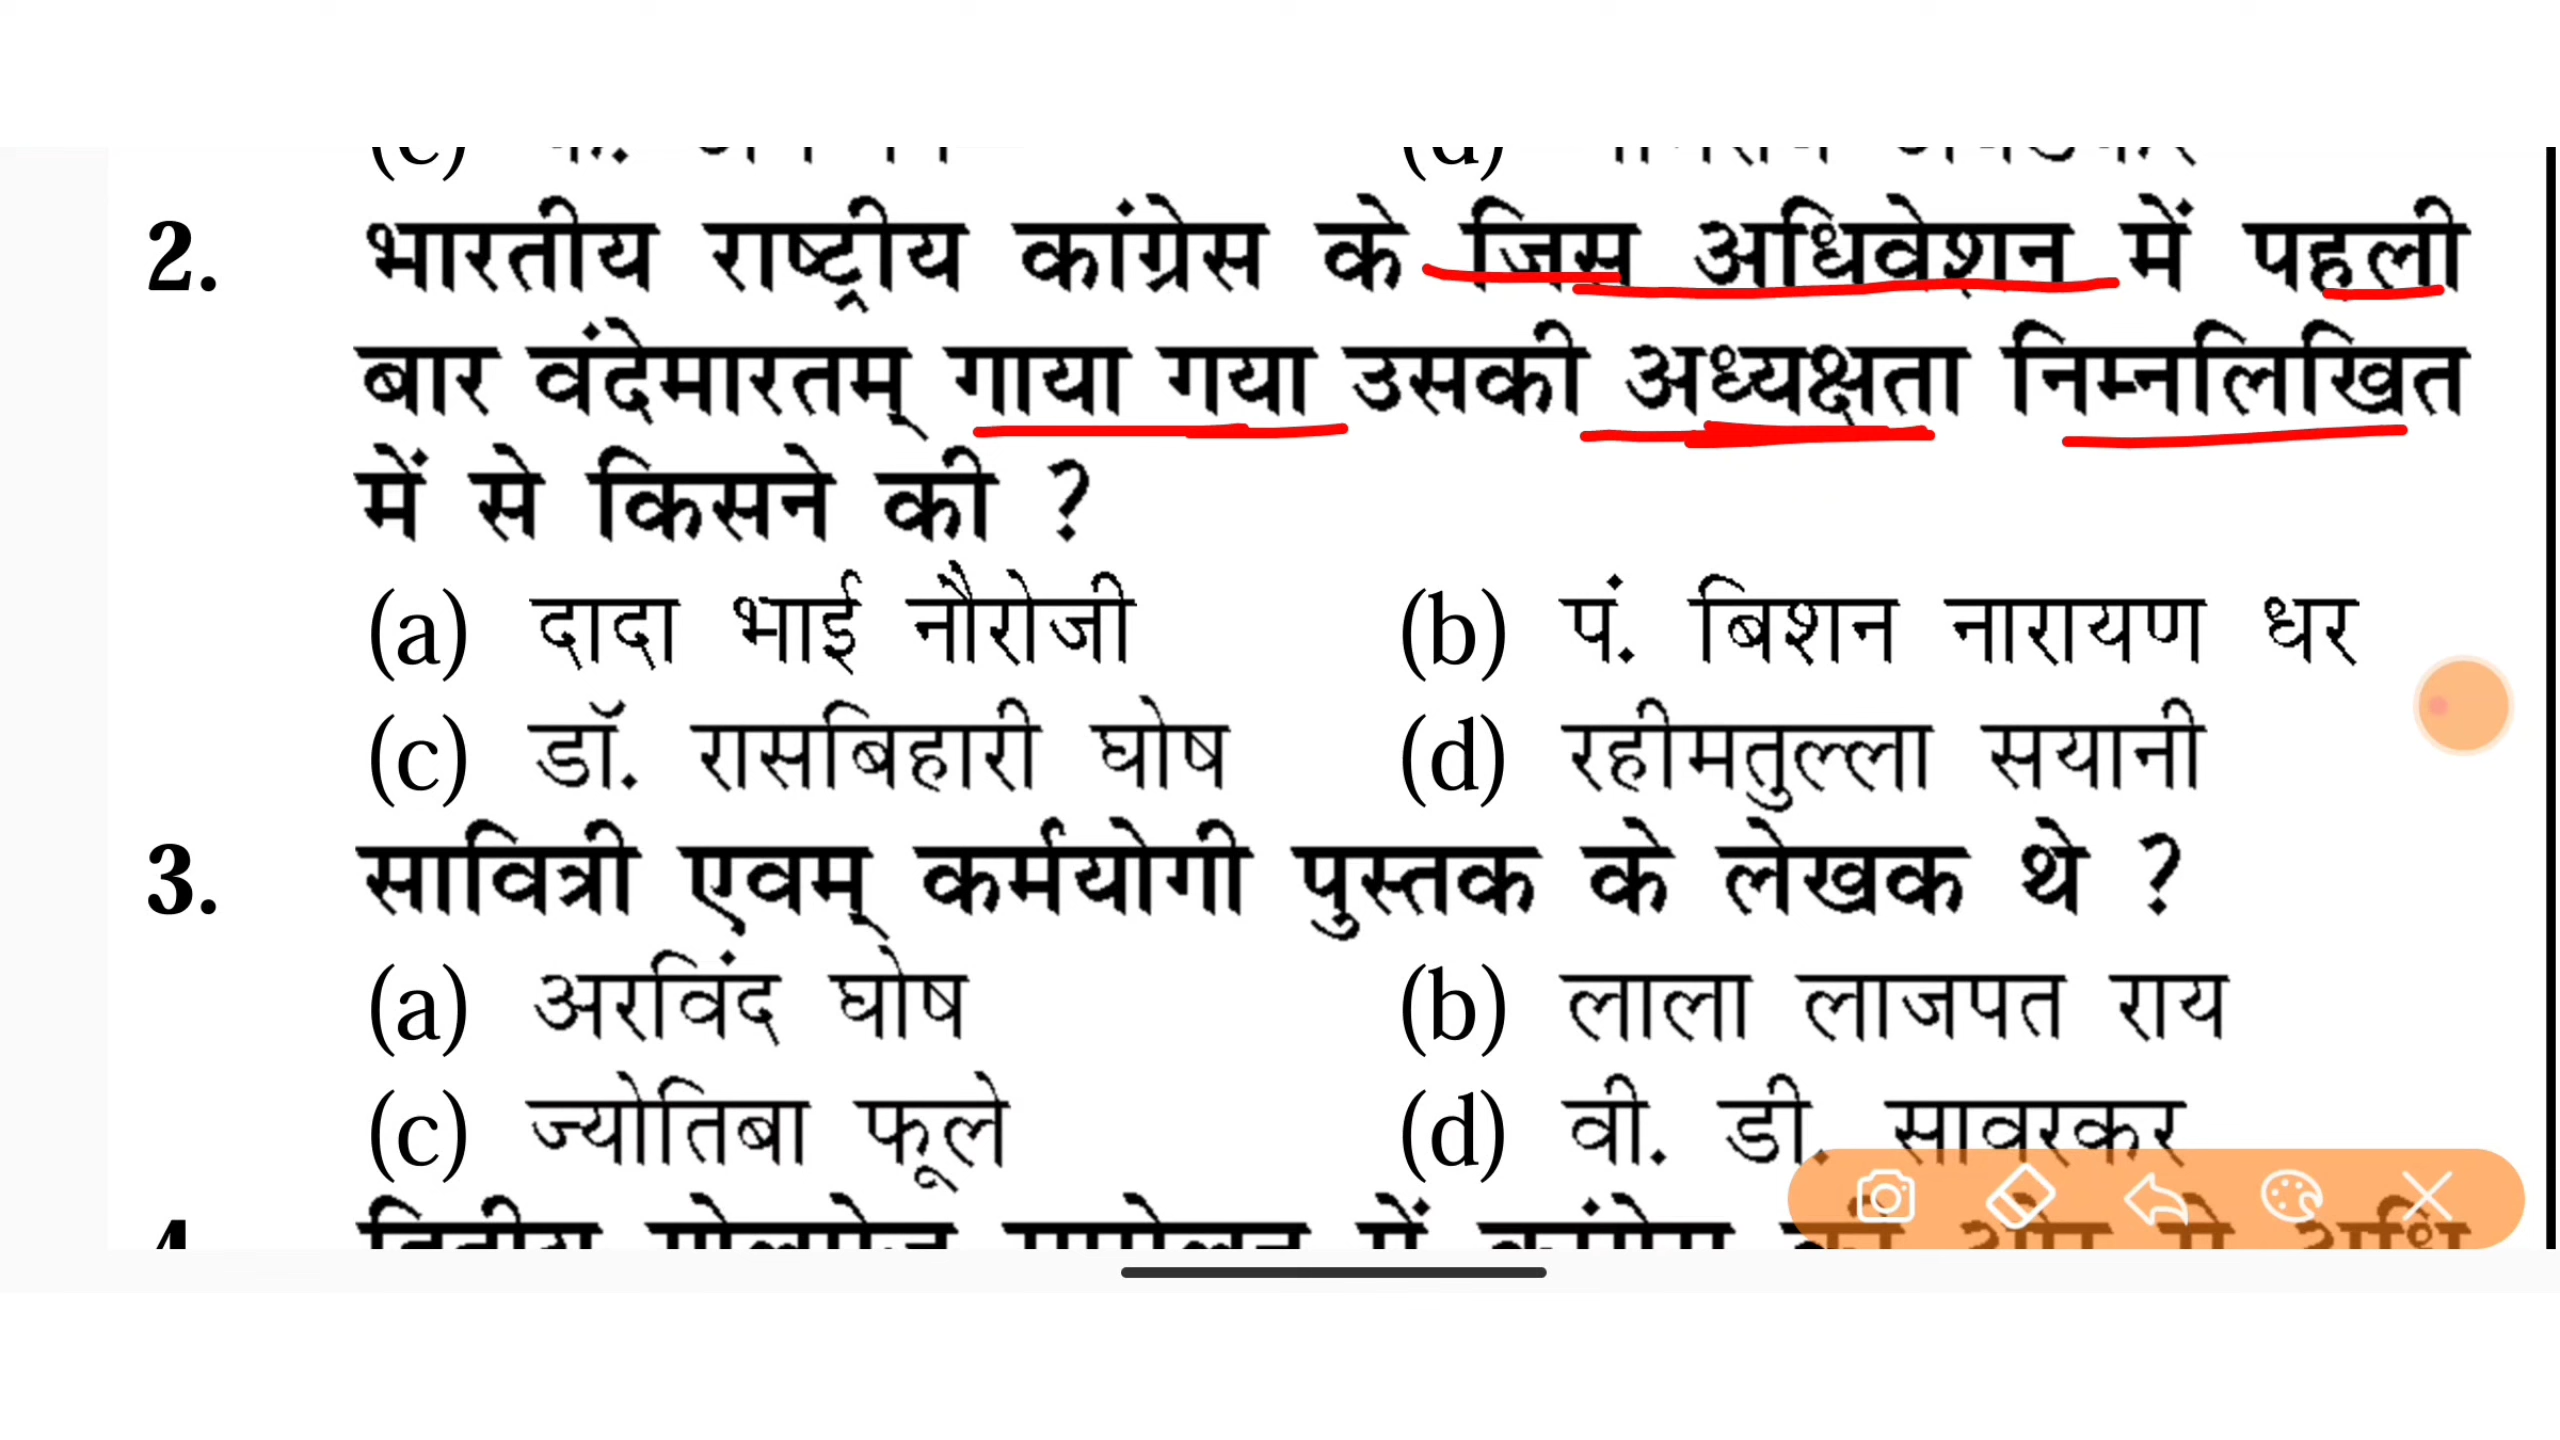 2. भारतीय राष्ट्रीय कांग्रेस के जिस अधिवेशन में पहली
बार वंदेमारतम् गाया गया उसकी अध्यक्षता निम्नलिखित
में से किसने की ?
(a) दादा भाई नौरोजी (b) पं. बिशन नारायण धर
(c) डॉ. रासबिहारी घोष (d) रहीमतुल्ला सयानी
3. सावित्री एवम् कर्मयोगी पुस्तक के लेखक थे ?
(a) अरविंद घोष (b) लाला लाजपत राय
(c) ज्योतिबा फूले (d) वी. डी. सावरकर